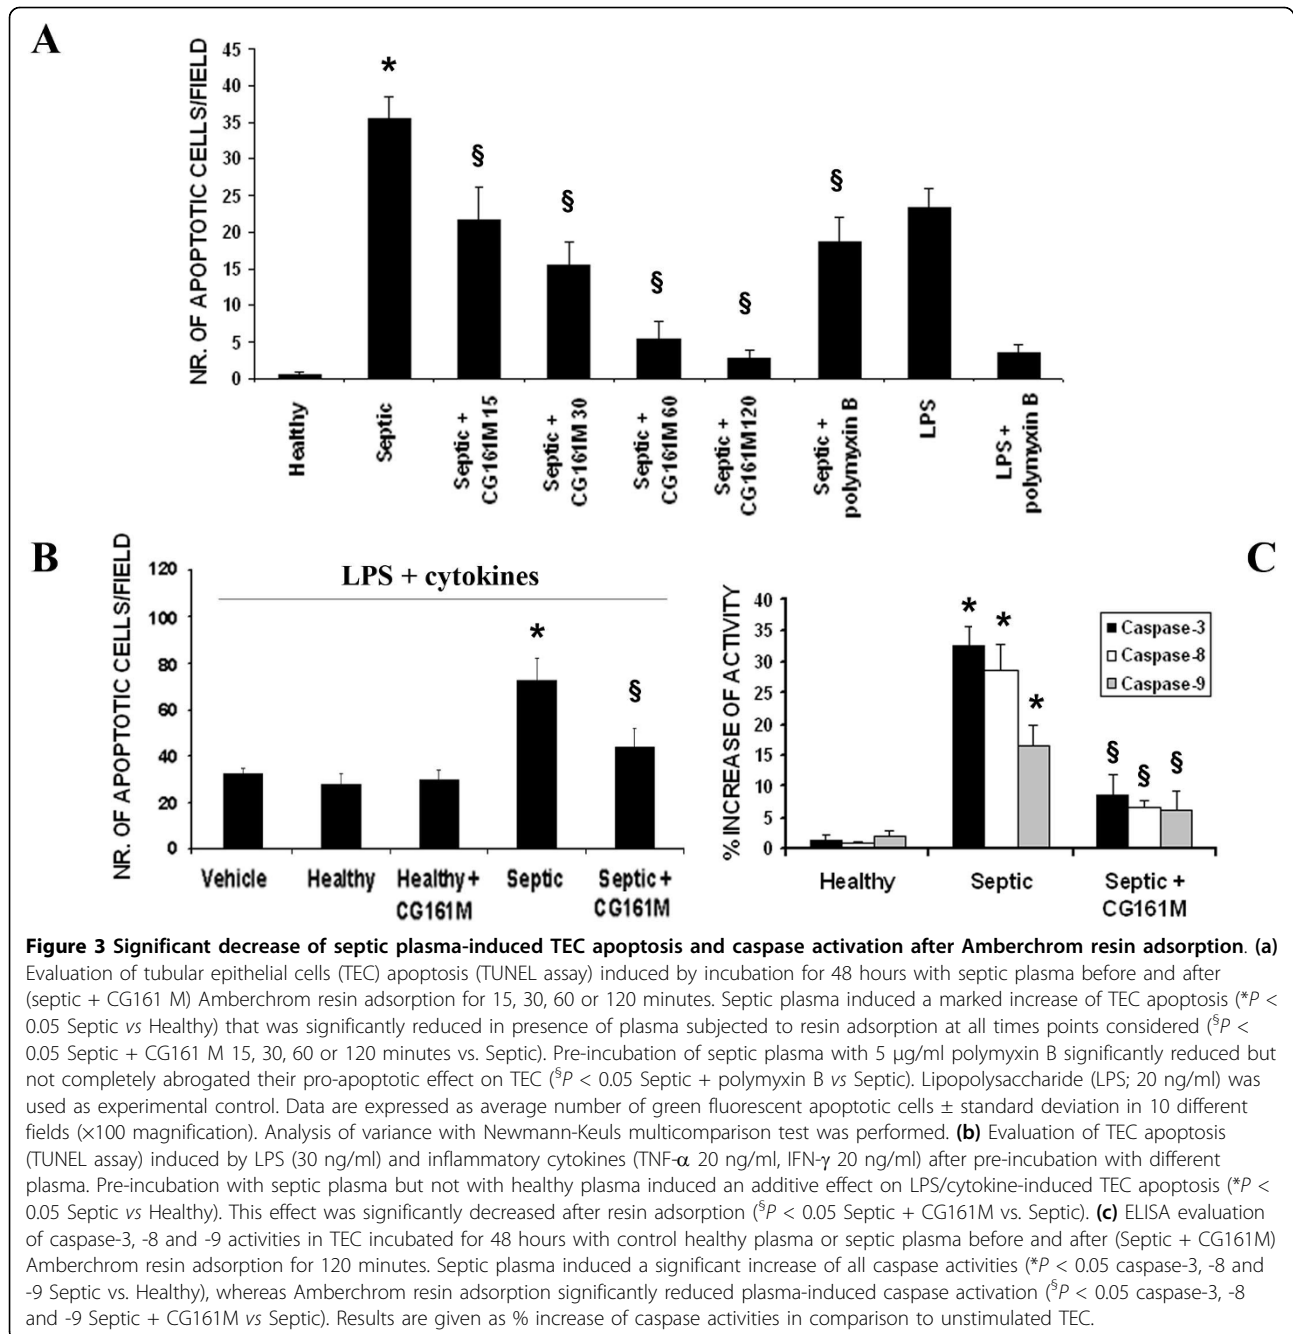 A
NR. OF APOPTOTIC CELLS/FIELD
45
40
35
30
25
20
15
10
5
0
*
§
§
§
§
§
Healthy
Septic
Septic +
CG161M 15
Septic +
CG161M 30
Septic +
CG161M 60
Septic +
CG161M120
Septic +
polymyxin B
LPS
LPS +
polymyxin B
B
NR. OF APOPTOTIC CELLS/FIELD
120
100
80
60
40
20
0
LPS + cytokines
*
§
Vehicle
Healthy
Healthy +
CG161M
Septic
Septic +
CG161M
C
% INCREASE OF ACTIVITY
40
35
30
25
20
15
10
5
0
*
*
*
§
§
§
Caspase-3
Caspase-8
Caspase-9
Healthy
Septic
Septic +
CG161M
Figure 3 Significant decrease of septic plasma-induced TEC apoptosis and caspase activation after Amberchrom resin adsorption. (a)
Evaluation of tubular epithelial cells (TEC) apoptosis (TUNEL assay) induced by incubation for 48 hours with septic plasma before and after
(septic + CG161 M) Amberchrom resin adsorption for 15, 30, 60 or 120 minutes. Septic plasma induced a marked increase of TEC apoptosis (*P <
0.05 Septic vs Healthy) that was significantly reduced in presence of plasma subjected to resin adsorption at all times points considered (§P <
0.05 Septic + CG161 M 15, 30, 60 or 120 minutes vs. Septic). Pre-incubation of septic plasma with 5 μg/ml polymyxin B significantly reduced but
not completely abrogated their pro-apoptotic effect on TEC (§P < 0.05 Septic + polymyxin B vs Septic). Lipopolysaccharide (LPS; 20 ng/ml) was
used as experimental control. Data are expressed as average number of green fluorescent apoptotic cells ± standard deviation in 10 different
fields (×100 magnification). Analysis of variance with Newmann-Keuls multicomparison test was performed. (b) Evaluation of TEC apoptosis
(TUNEL assay) induced by LPS (30 ng/ml) and inflammatory cytokines (TNF-α 20 ng/ml, IFN-γ 20 ng/ml) after pre-incubation with different
plasma. Pre-incubation with septic plasma but not with healthy plasma induced an additive effect on LPS/cytokine-induced TEC apoptosis (*P <
0.05 Septic vs Healthy). This effect was significantly decreased after resin adsorption (§P < 0.05 Septic + CG161M vs. Septic). (c) ELISA evaluation
of caspase-3, -8 and -9 activities in TEC incubated for 48 hours with control healthy plasma or septic plasma before and after (Septic + CG161M)
Amberchrom resin adsorption for 120 minutes. Septic plasma induced a significant increase of all caspase activities (*P < 0.05 caspase-3, -8 and
-9 Septic vs. Healthy), whereas Amberchrom resin adsorption significantly reduced plasma-induced caspase activation (§P < 0.05 caspase-3, -8
and -9 Septic + CG161M vs Septic). Results are given as % increase of caspase activities in comparison to unstimulated TEC.